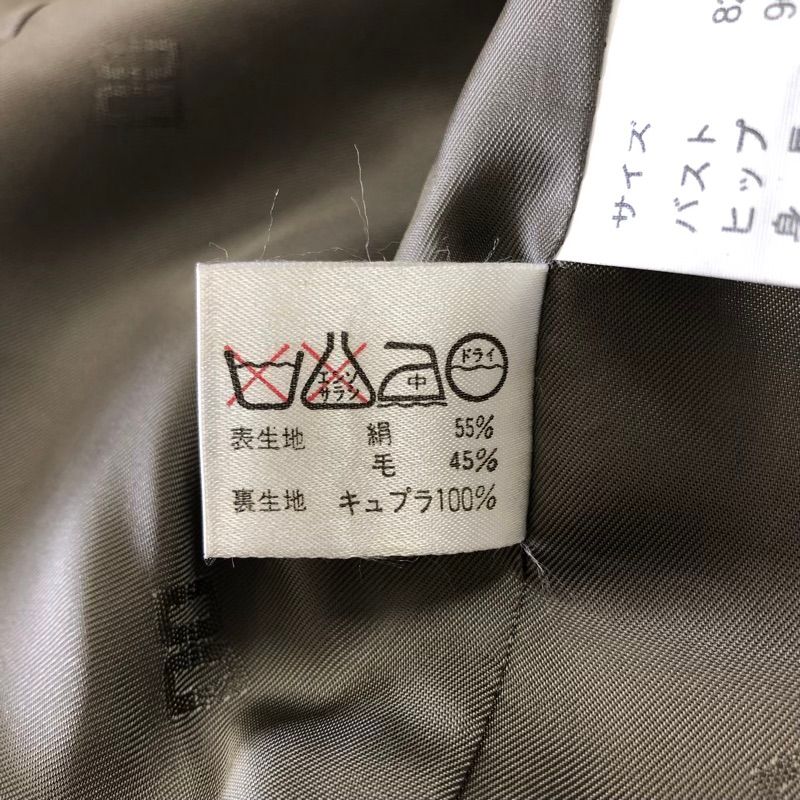 エンソ
サラシ
中
ドライ
表生地 絹 55%
毛 45%
裏生地 キュプラ100%
サイズ
バスト
ヒップ
身